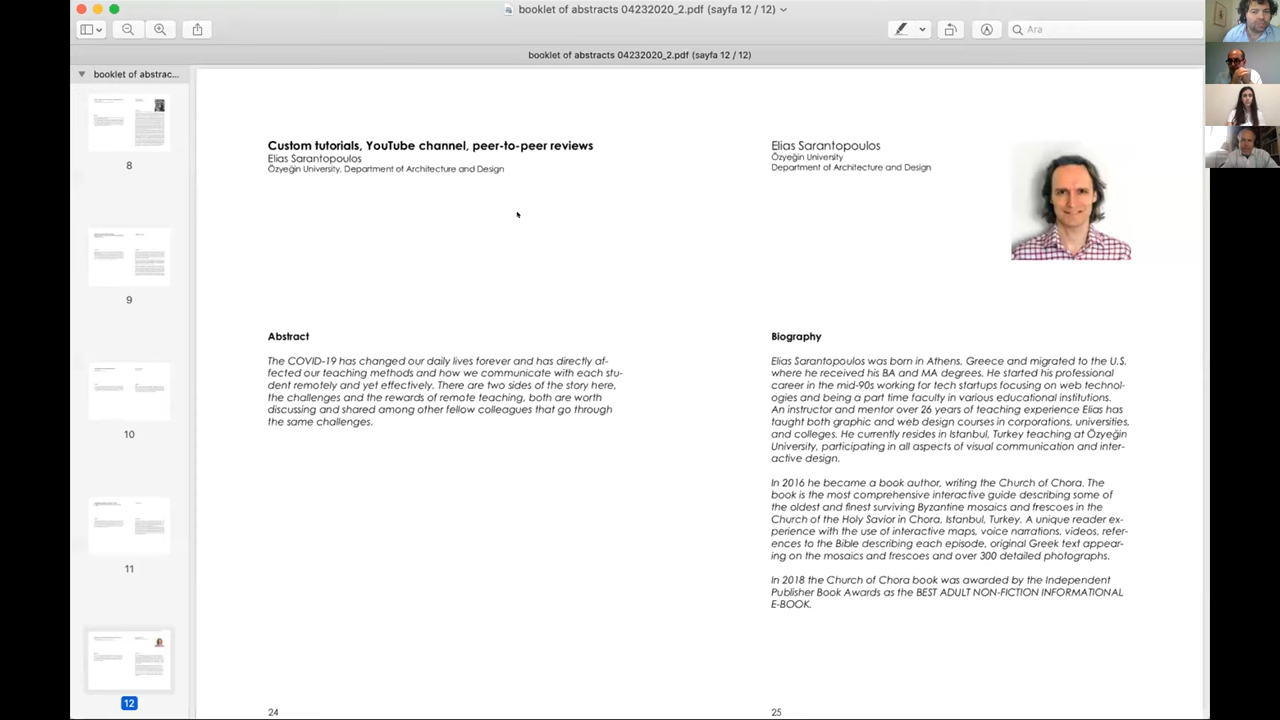 booklet of abstracts 04232020_2.pdf (sayfa 12 / 12)
Ara
booklet of abstracts 04232020_2.pdf (sayfa 12 / 12)
booklet of abstrac...
8
9
10
11
12
Custom tutorials, YouTube channel, peer-to-peer reviews
Elias Sarantopoulos
Özyeğin University, Department of Architecture and Design
Abstract
The COVID-19 has changed our daily lives forever and has directly af-
fected our teaching methods and how we communicate with each stu-
dent remotely and yet effectively. There are two sides of the story here,
the challenges and the rewards of remote teaching, both are worth
discussing and shared among other fellow colleagues that go through
the same challenges.
24
Elias Sarantopoulos
Özyeğin University
Department of Architecture and Design
Biography
Elias Sarantopoulos was born in Athens, Greece and migrated to the U.S.
where he received his BA and MA degrees. He started his professional
career in the mid-90s working for tech startups focusing on web technol-
ogies and being a part time faculty in various educational institutions.
An instructor and mentor over 26 years of teaching experience Elias has
taught both graphic and web design courses in corporations, universities,
and colleges. He currently resides in Istanbul, Turkey teaching at Özyeğin
University, participating in all aspects of visual communication and inter-
active design.
In 2016 he became a book author, writing the Church of Chora. The
book is the most comprehensive interactive guide describing some of
the oldest and finest surviving Byzantine mosaics and frescoes in the
Church of the Holy Savior in Chora, Istanbul, Turkey. A unique reader ex-
perience with the use of interactive maps, voice narrations, videos, refer-
ences to the Bible describing each episode, original Greek text appear-
ing on the mosaics and frescoes and over 300 detailed photographs.
In 2018 the Church of Chora book was awarded by the Independent
Publisher Book Awards as the BEST ADULT NON-FICTION INFORMATIONAL
E-BOOK.
25